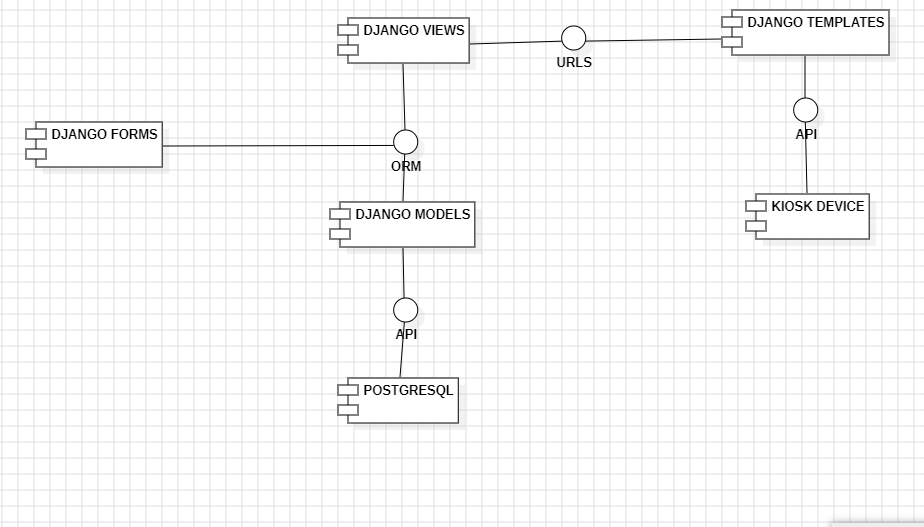 DJANGO VIEWS
DJANGO TEMPLATES
URLS
DJANGO FORMS
API
ORM
DJANGO MODELS
KIOSK DEVICE
API
POSTGRESQL